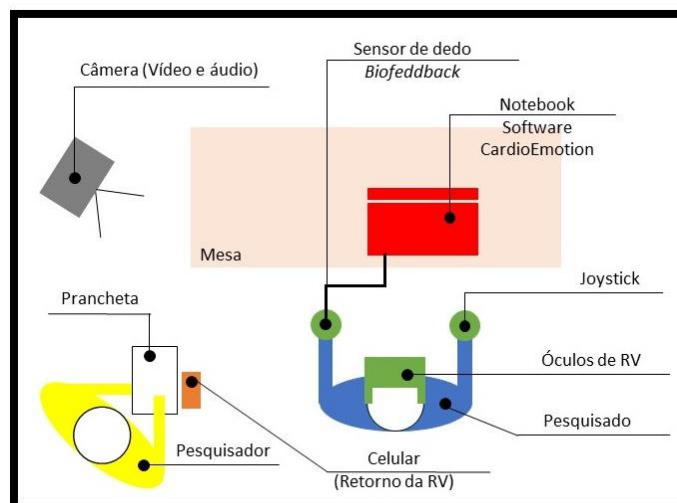 Sensor de dedo
Biofeddback
Câmera (Vídeo e áudio)
Notebook
Software
CardioEmotion
Mesa
Joystick
Prancheta
Óculos de RV
Pesquisado
Pesquisador
Celular
(Retorno da RV)